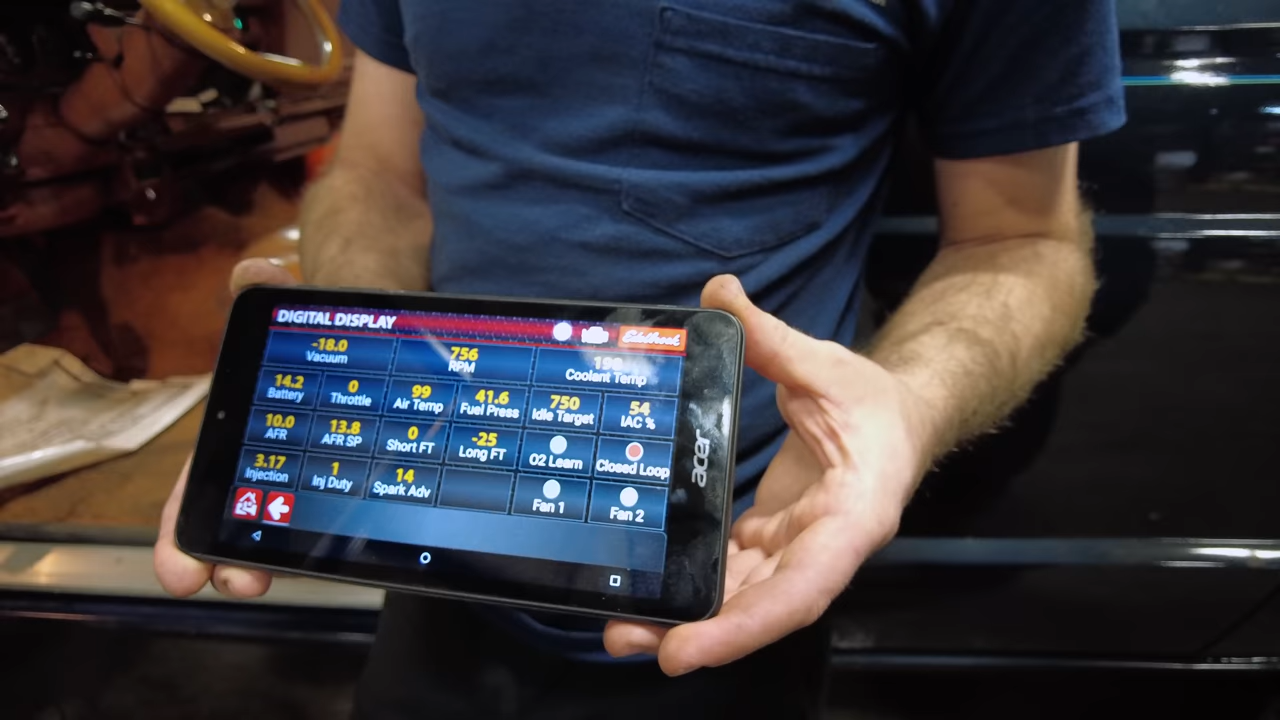 DIGITAL DISPLAY Edelbrock
-18.0 756
Vacuum RPM Coolant Temp
14.2 0 99 41.6 750 54
Battery Throttle Air Temp Fuel Press Idle Target IAC %
10.0 13.8 0 -25
AFR AFR SP Short FT Long FT O2 Learn Closed Loop
3.17 1 14
Injection Inj Duty Spark Adv Fan 1 Fan 2
acer